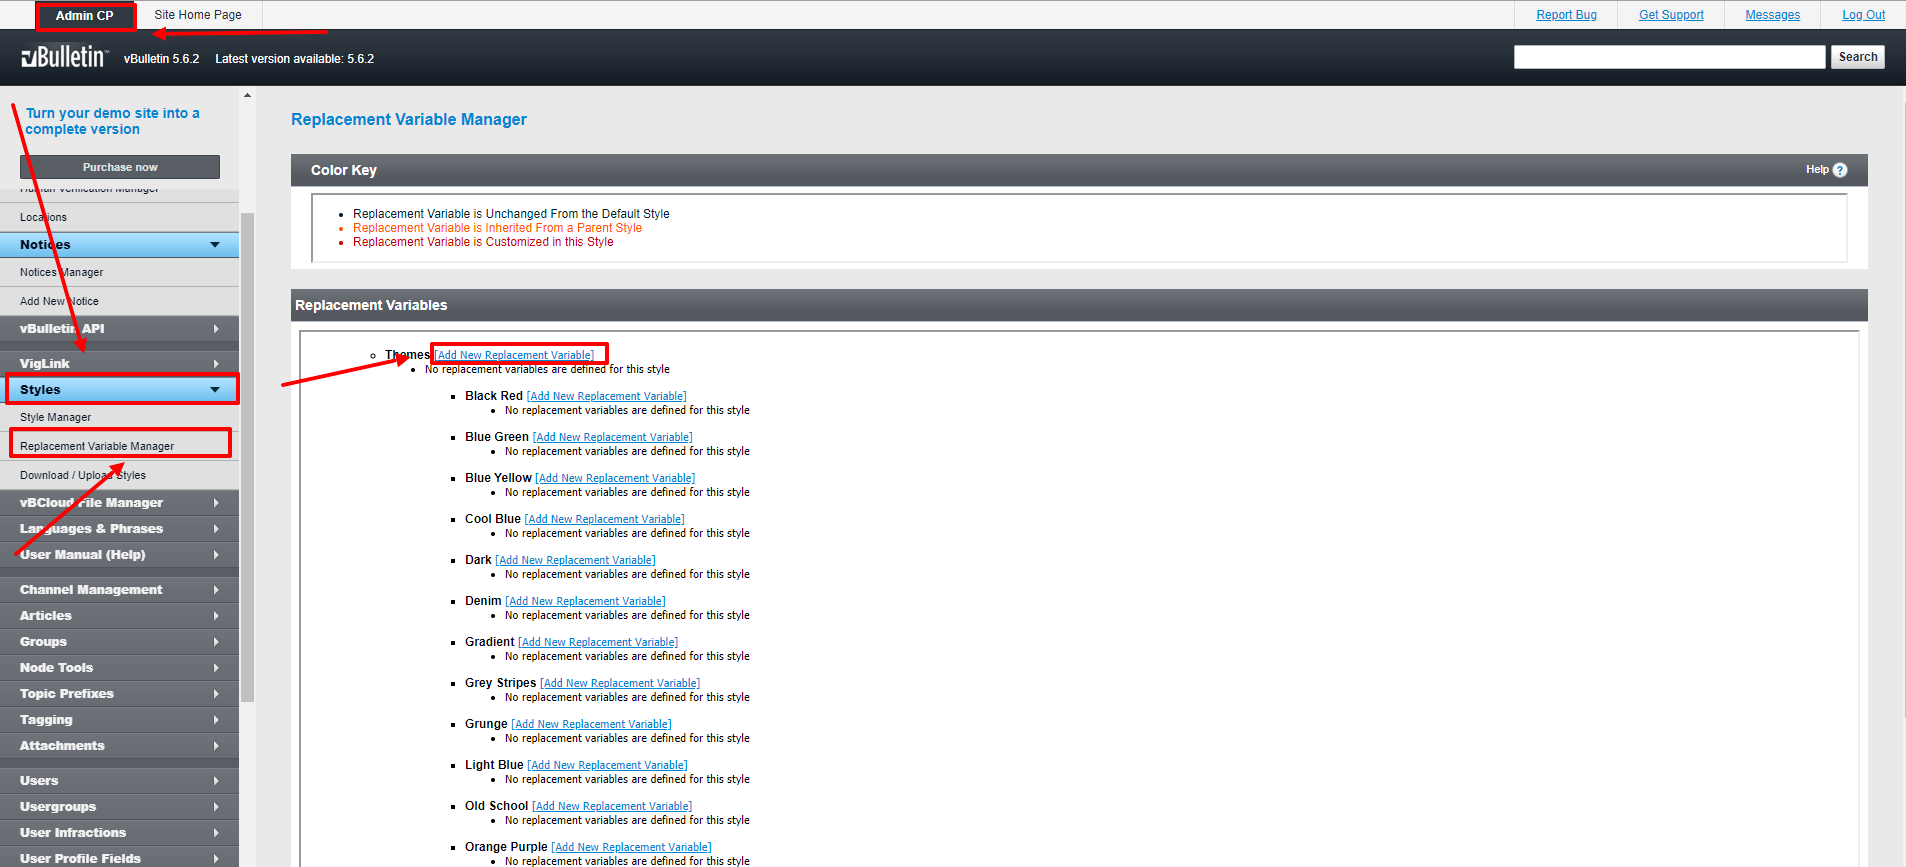 Admin CP
Site Home Page
Report Bug
Get Support
Messages
Log Out
vBulletin™ vBulletin 5.6.2 Latest version available: 5.6.2
Search
Turn your demo site into a
complete version
Purchase now
Human Verification Manager
Locations
Notices
Notices Manager
Add New Notice
vBulletin API
VigLink
Styles
Style Manager
Replacement Variable Manager
Download / Upload Styles
vBCloud File Manager
Languages & Phrases
User Manual (Help)
Channel Management
Articles
Groups
Node Tools
Topic Prefixes
Tagging
Attachments
Users
Usergroups
User Infractions
User Profile Fields
Replacement Variable Manager
Color Key
Help ?
Replacement Variable is Unchanged From the Default Style
Replacement Variable is Inherited From a Parent Style
Replacement Variable is Customized in this Style
Replacement Variables
Themes [Add New Replacement Variable]
No replacement variables are defined for this style
Black Red [Add New Replacement Variable]
No replacement variables are defined for this style
Blue Green [Add New Replacement Variable]
No replacement variables are defined for this style
Blue Yellow [Add New Replacement Variable]
No replacement variables are defined for this style
Cool Blue [Add New Replacement Variable]
No replacement variables are defined for this style
Dark [Add New Replacement Variable]
No replacement variables are defined for this style
Denim [Add New Replacement Variable]
No replacement variables are defined for this style
Gradient [Add New Replacement Variable]
No replacement variables are defined for this style
Grey Stripes [Add New Replacement Variable]
No replacement variables are defined for this style
Grunge [Add New Replacement Variable]
No replacement variables are defined for this style
Light Blue [Add New Replacement Variable]
No replacement variables are defined for this style
Old School [Add New Replacement Variable]
No replacement variables are defined for this style
Orange Purple [Add New Replacement Variable]
No replacement variables are defined for this style